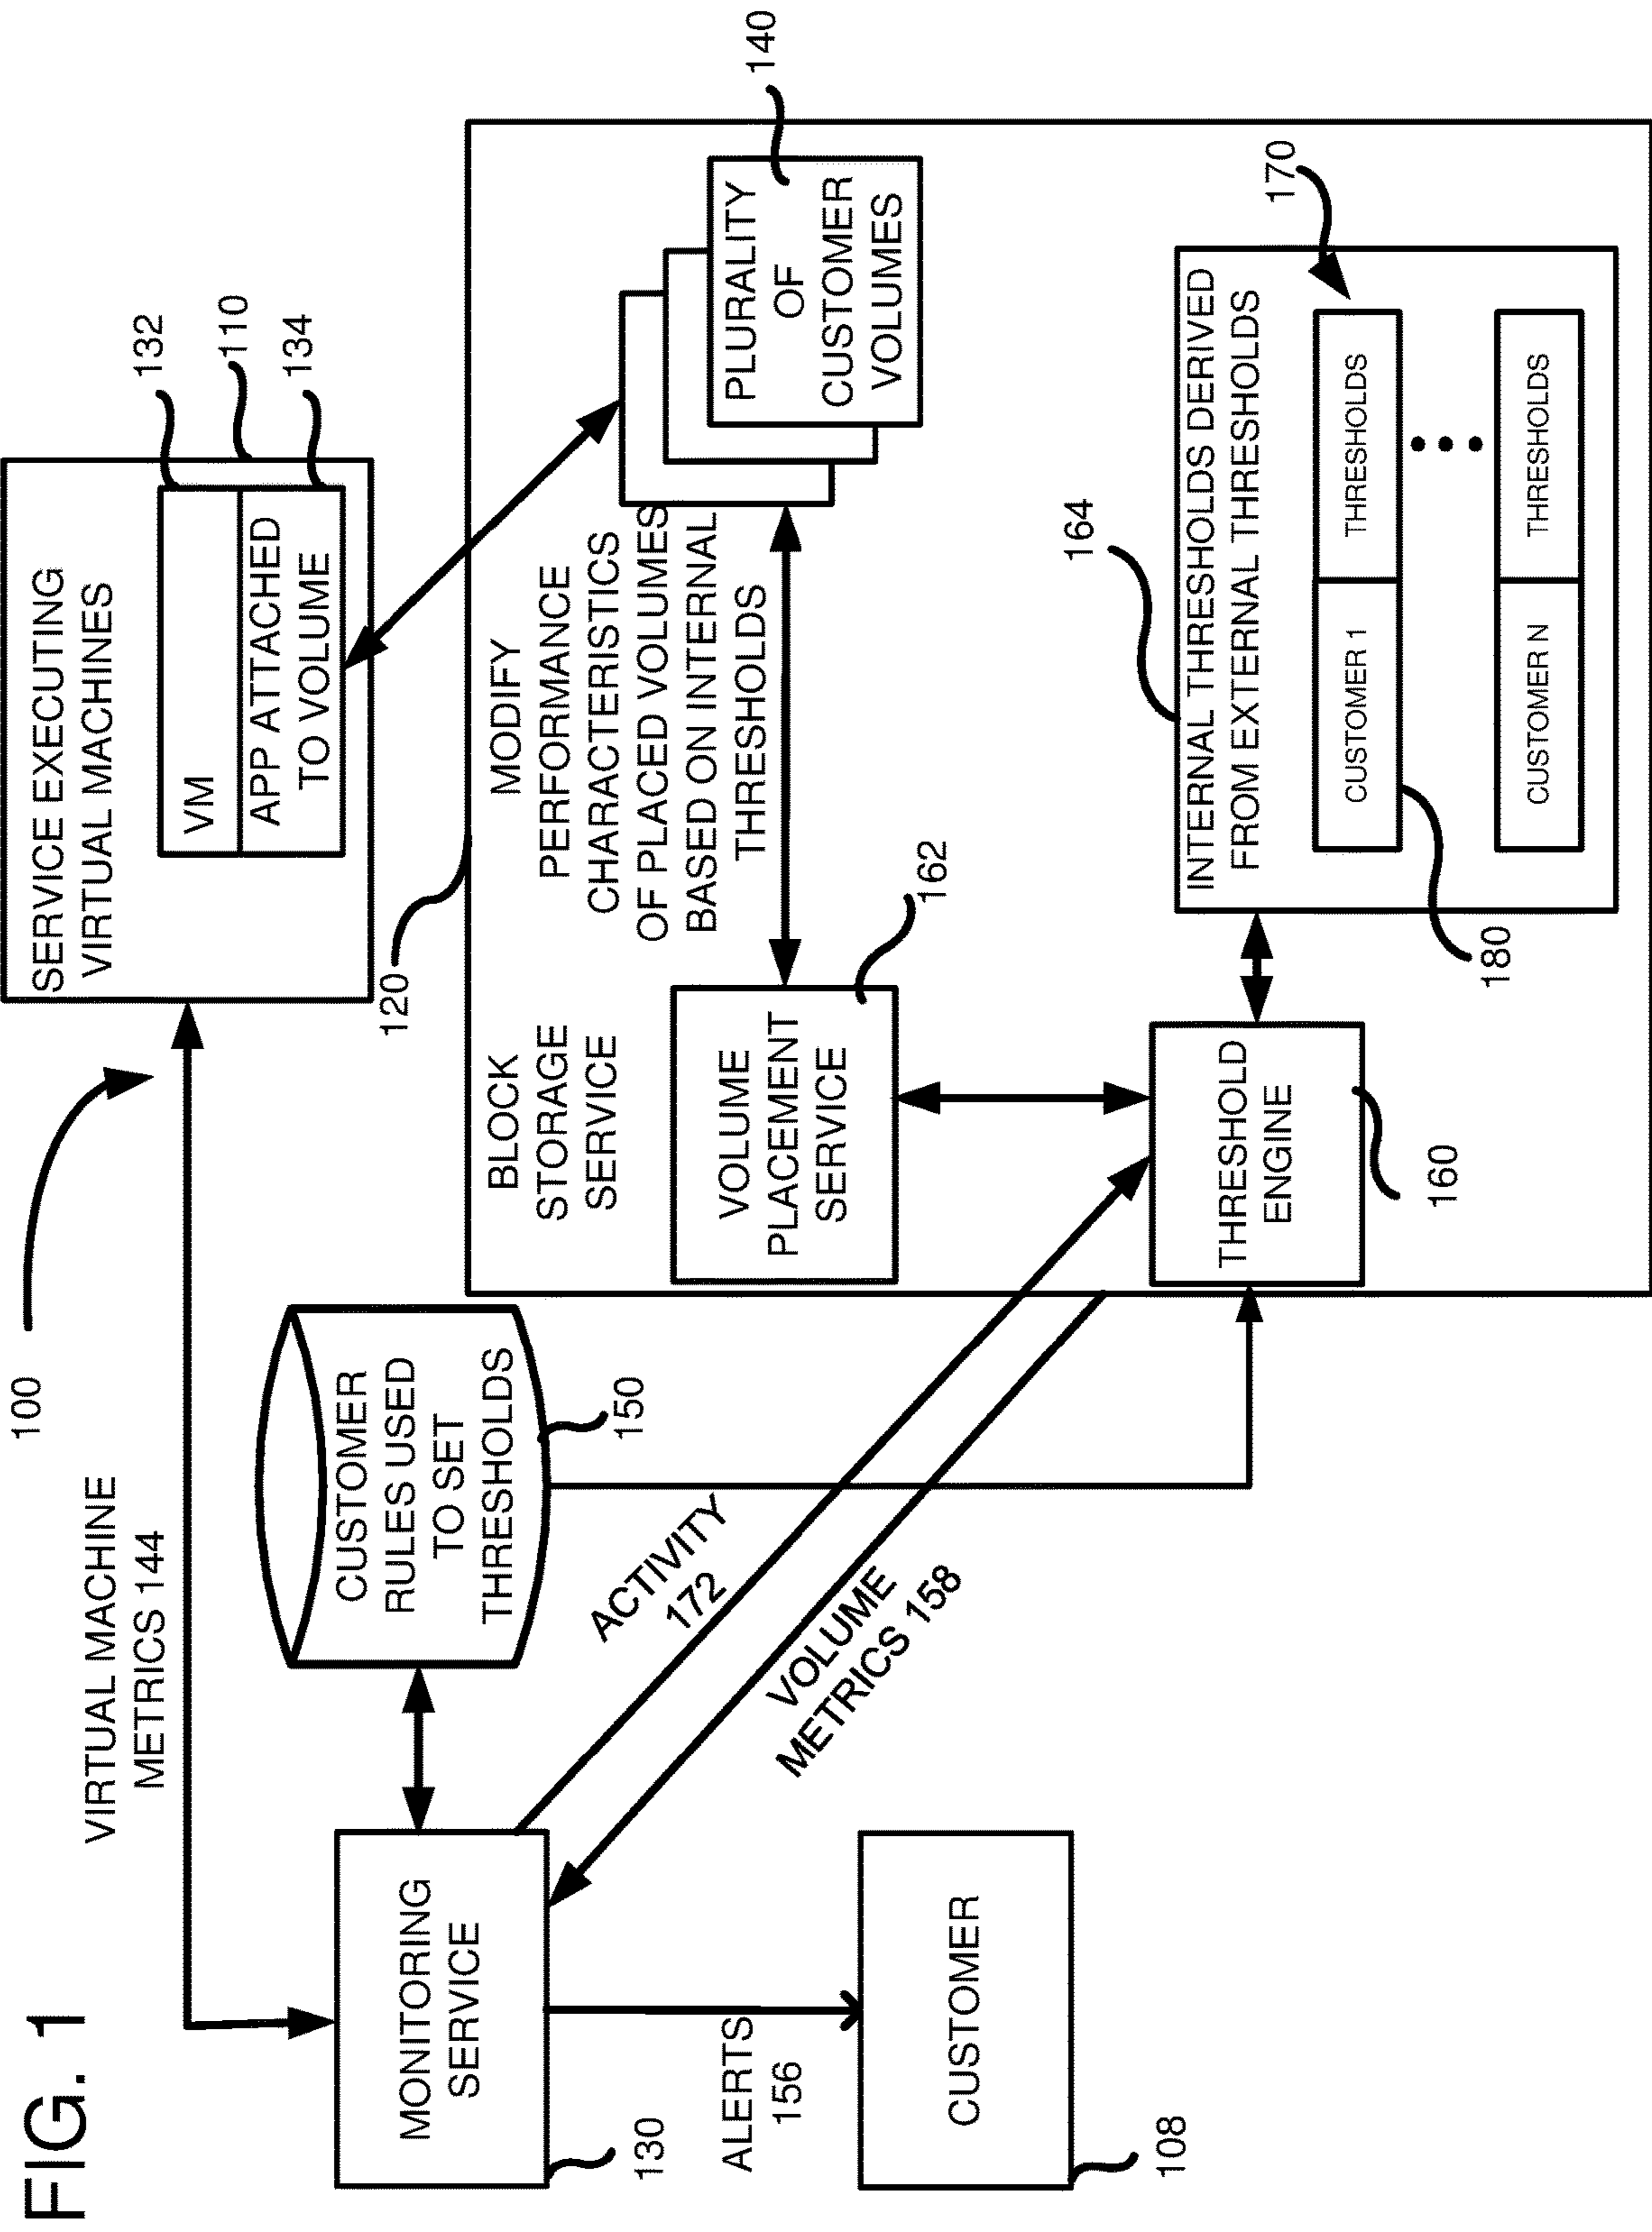 FIG. 1
100
VIRTUAL MACHINE
METRICS 144
SERVICE EXECUTING
VIRTUAL MACHINES
VM
APP ATTACHED
TO VOLUME
132
110
134
MONITORING
SERVICE
130
CUSTOMER
RULES USED
TO SET
THRESHOLDS
150
ACTIVITY
172
VOLUME
METRICS 158
ALERTS
156
CUSTOMER
108
120
BLOCK
STORAGE
SERVICE
MODIFY
PERFORMANCE
CHARACTERISTICS
OF PLACED VOLUMES
BASED ON INTERNAL
THRESHOLDS
PLURALITY
OF
CUSTOMER
VOLUMES
140
VOLUME
PLACEMENT
SERVICE
162
THRESHOLD
ENGINE
160
164
INTERNAL THRESHOLDS DERIVED
FROM EXTERNAL THRESHOLDS
170
CUSTOMER 1
THRESHOLDS
180
CUSTOMER N
THRESHOLDS